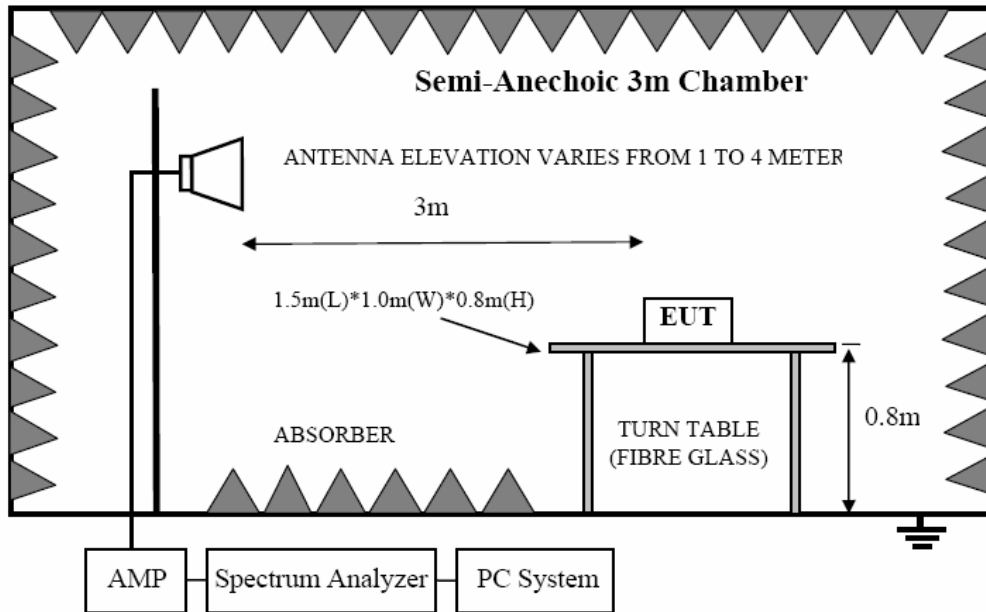 Semi-Anechoic 3m Chamber
ANTENNA ELEVATION VARIES FROM 1 TO 4 METER
3m
1.5m(L)*1.0m(W)*0.8m(H)
EUT
0.8m
ABSORBER
TURN TABLE
(FIBRE GLASS)
AMP
Spectrum Analyzer
PC System